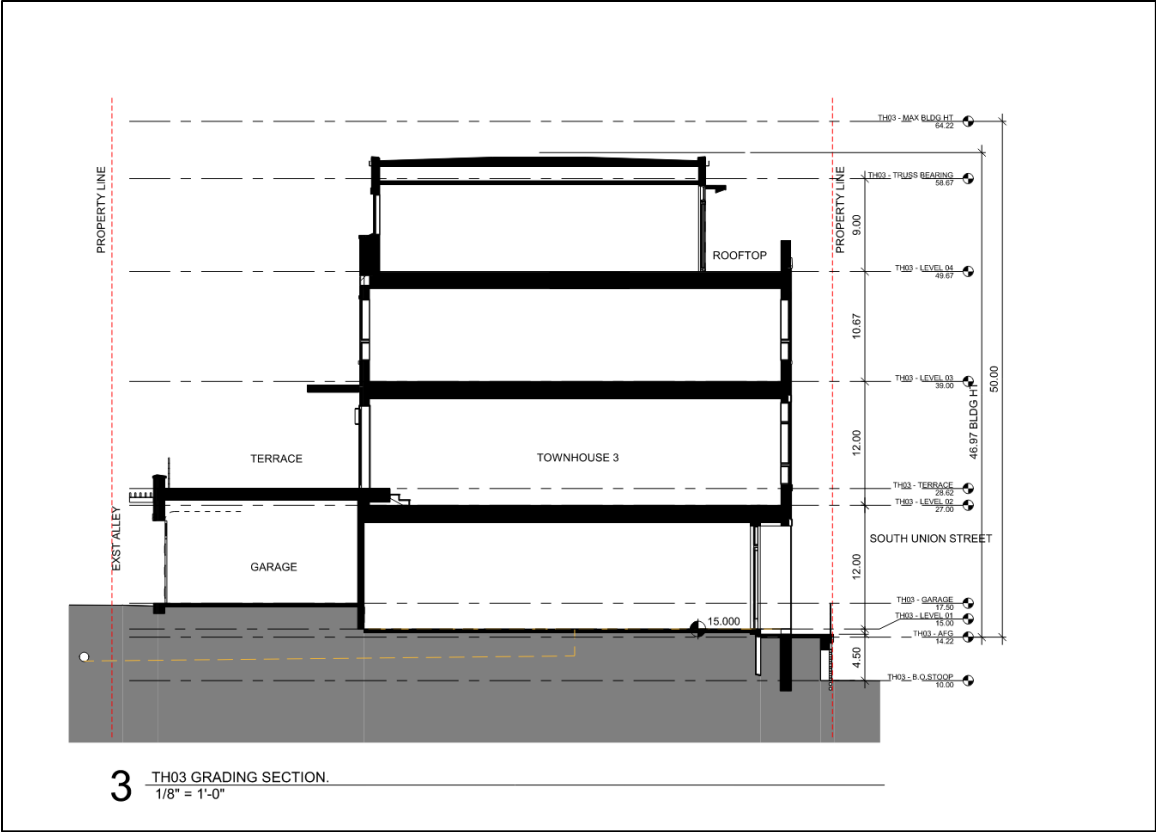 TH03 - MAX BLDG HT
64.22
TH03 - TRUSS BEARING
58.67
PROPERTY LINE
PROPERTY LINE
9.00
ROOFTOP
TH03 - LEVEL 04
49.67
10.67
50.00
TH03 - LEVEL 03
39.00
46.97 BLDG HT
12.00
TERRACE
TOWNHOUSE 3
TH03 - TERRACE
28.62
TH03 - LEVEL 02
27.00
EXST ALLEY
SOUTH UNION STREET
GARAGE
12.00
TH03 - GARAGE
17.50
TH03 - LEVEL 01
15.00
15.000
TH03 - AFG
14.22
4.50
TH03 - B.O.STOOP
10.00
3
TH03 GRADING SECTION.
1/8" = 1'-0"